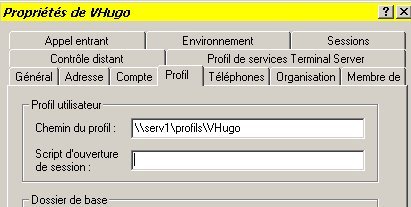 Propriétés de VHugo
Appel entrant Environnement Sessions
Contrôle distant Profil de services Terminal Server
Général Adresse Compte Profil Téléphones Organisation Membre de
Profil utilisateur
Chemin du profil : \\serv1\profils\VHugo
Script d'ouverture
de session :
Dossier de base